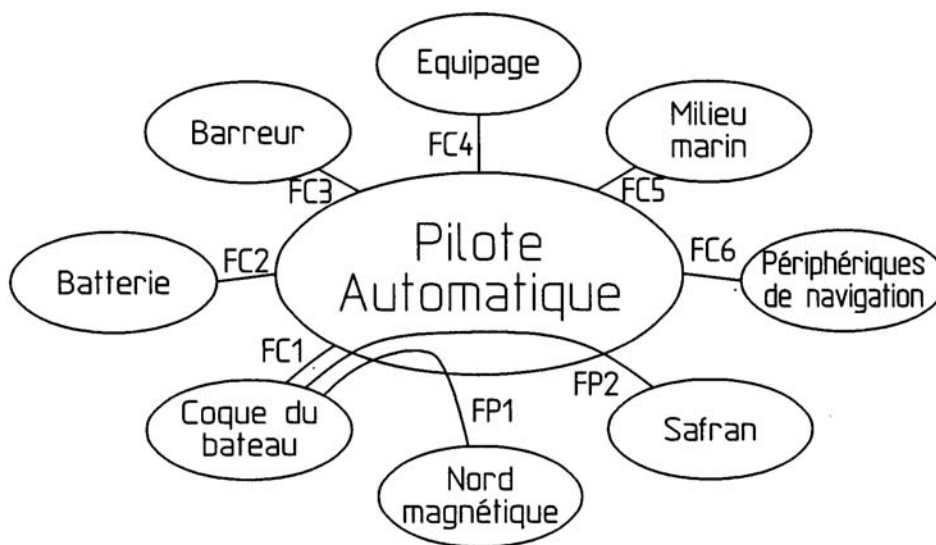 Equipage
Barreur
Milieu
marin
FC4
FC3
FC5
Pilote
Automatique
Batterie
FC2
FC6
Périphériques
de navigation
FC1
FP2
Coque du
bateau
FP1
Safran
Nord
magnétique